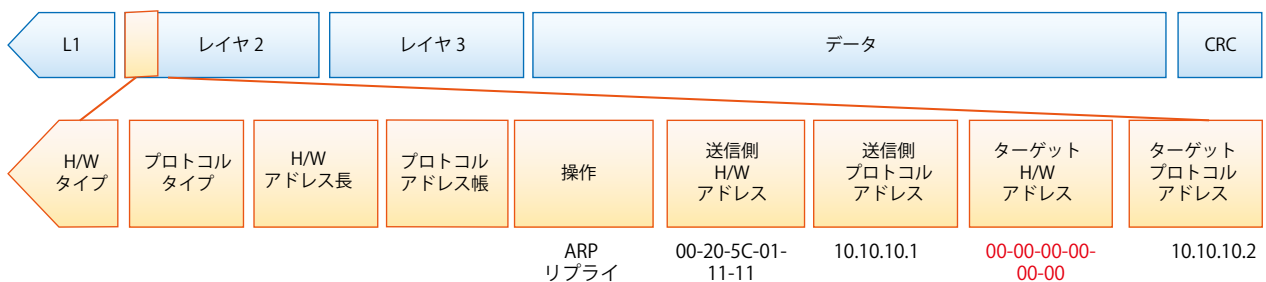 L1
レイヤ 2
レイヤ 3
データ
CRC
H/W
タイプ
プロトコル
タイプ
H/W
アドレス長
プロトコル
アドレス帳
操作
送信側
H/W
アドレス
送信側
プロトコル
アドレス
ターゲット
H/W
アドレス
ターゲット
プロトコル
アドレス
ARP
リプライ
00-20-5C-01-
11-11
10.10.10.1
00-00-00-00-
00-00
10.10.10.2